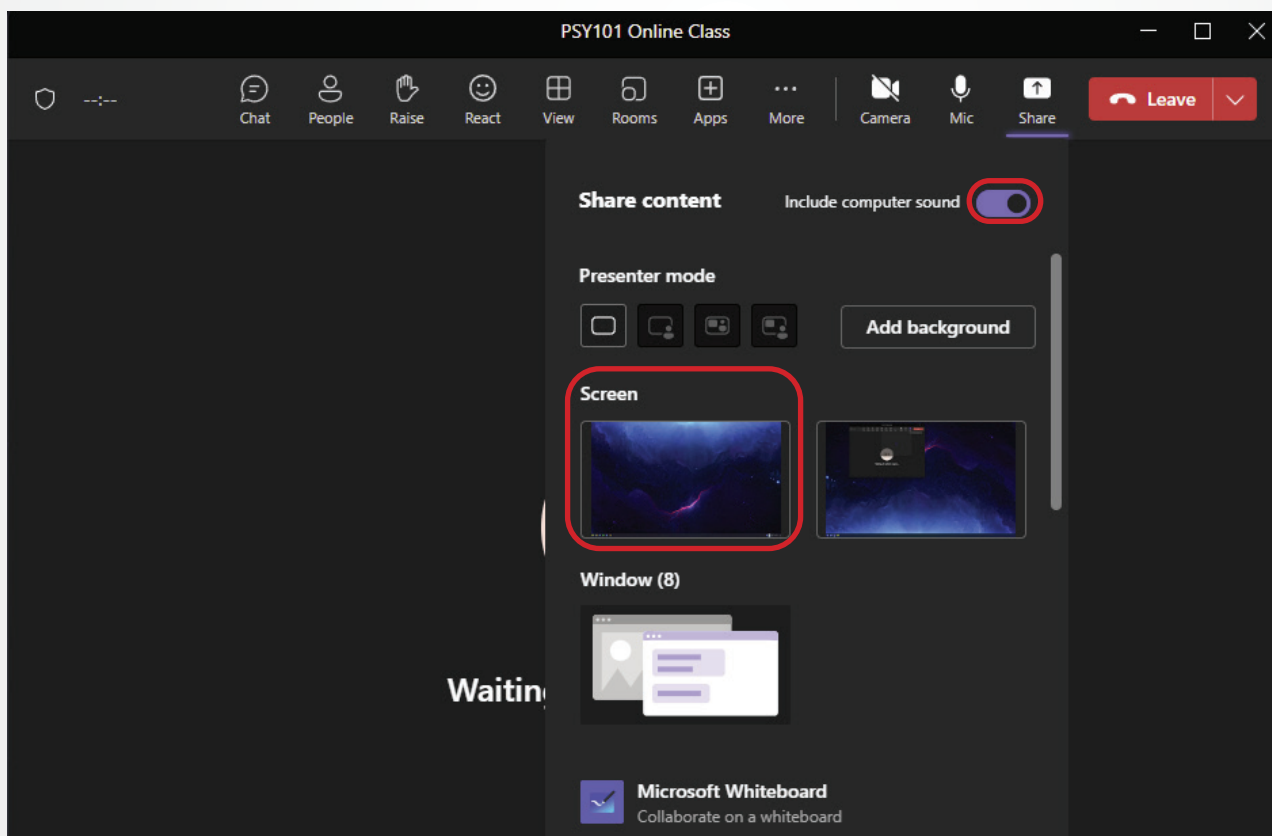 PSY101 Online Class
--:--
Chat People Raise React View Rooms Apps More Camera Mic Share Leave
Share content Include computer sound
Presenter mode
Add background
Screen
Window (8)
Waiting
Microsoft Whiteboard
Collaborate on a whiteboard